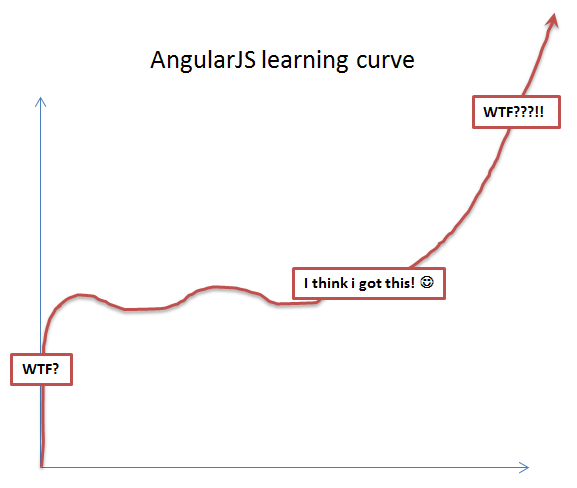 AngularJS learning curve
WTF???!!
I think i got this! ☺
WTF?